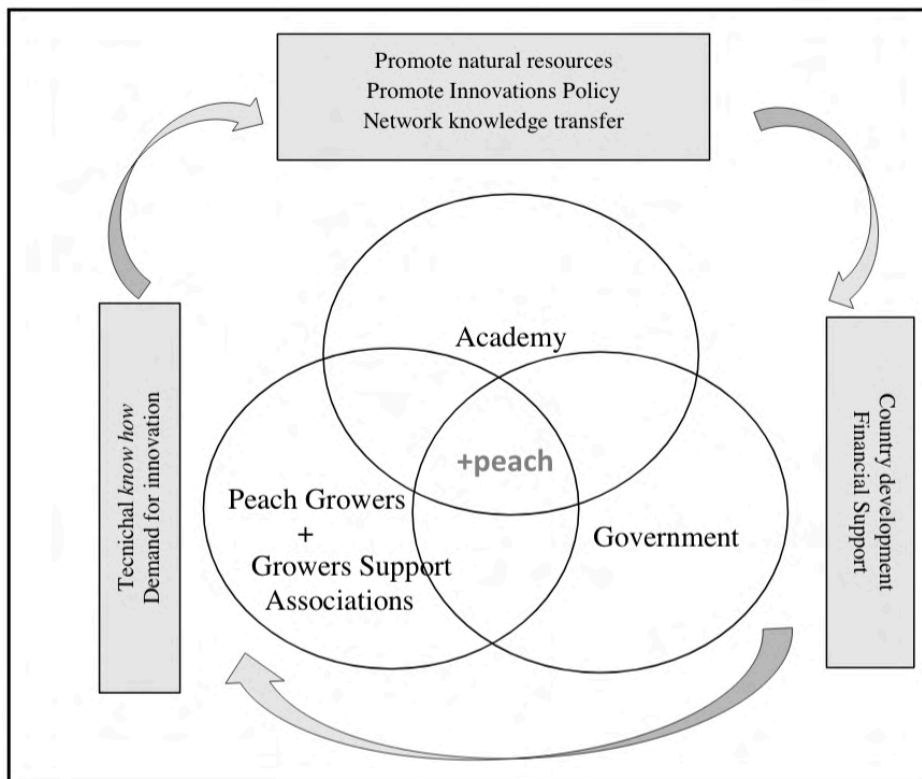 Promote natural resources
Promote Innovations Policy
Network knowledge transfer
Academy
+peach
Peach Growers
+
Growers Support
Associations
Government
Tecnichal know how
Demand for innovation
Country development
Financial Support